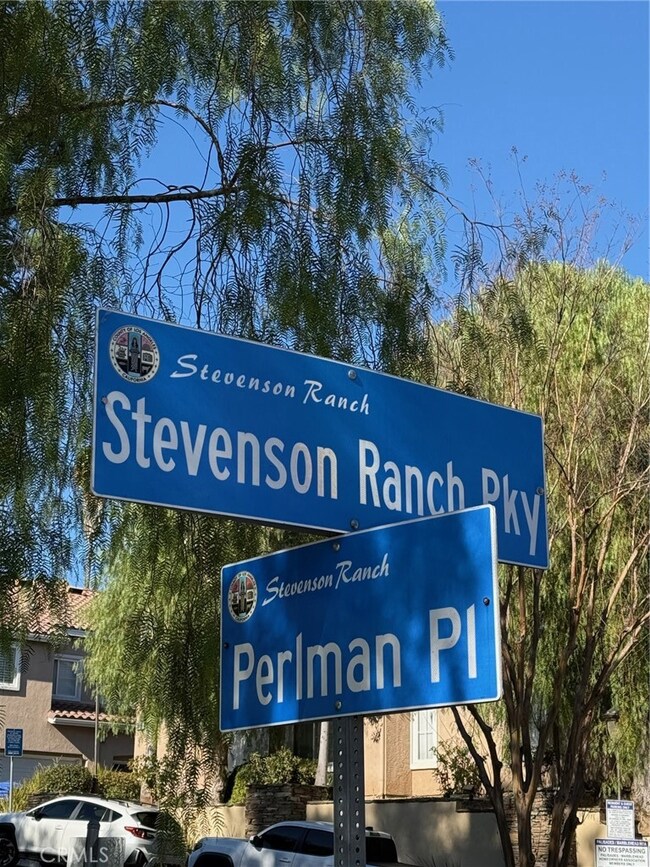 Stevenson Ranch
Stevenson Ranch Pky
Stevenson Ranch
Perlman Pl
NO TRESPASSING
CRMLS